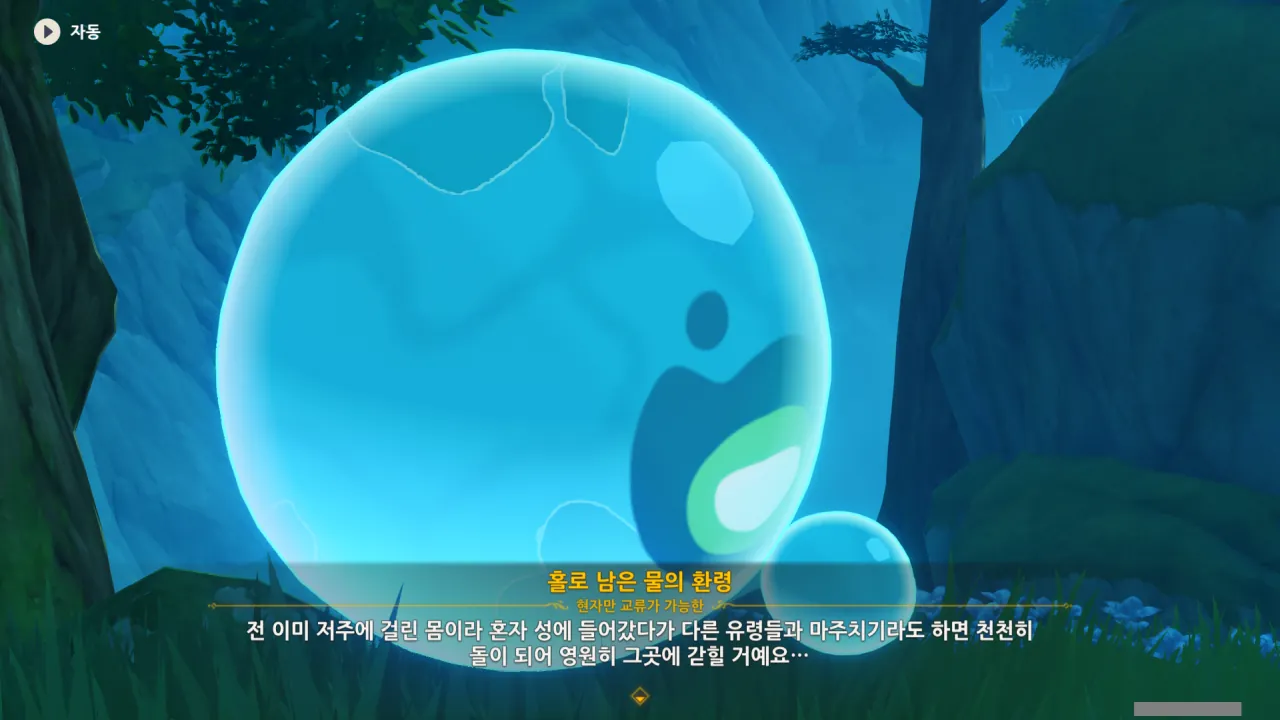 자동
홀로 남은 물의 환령
현자만 교류가 가능한
전 이미 저주에 걸린 몸이라 혼자 성에 들어갔다가 다른 유령들과 마주치기라도 하면 천천히
돌이 되어 영원히 그곳에 갇힐 거예요…